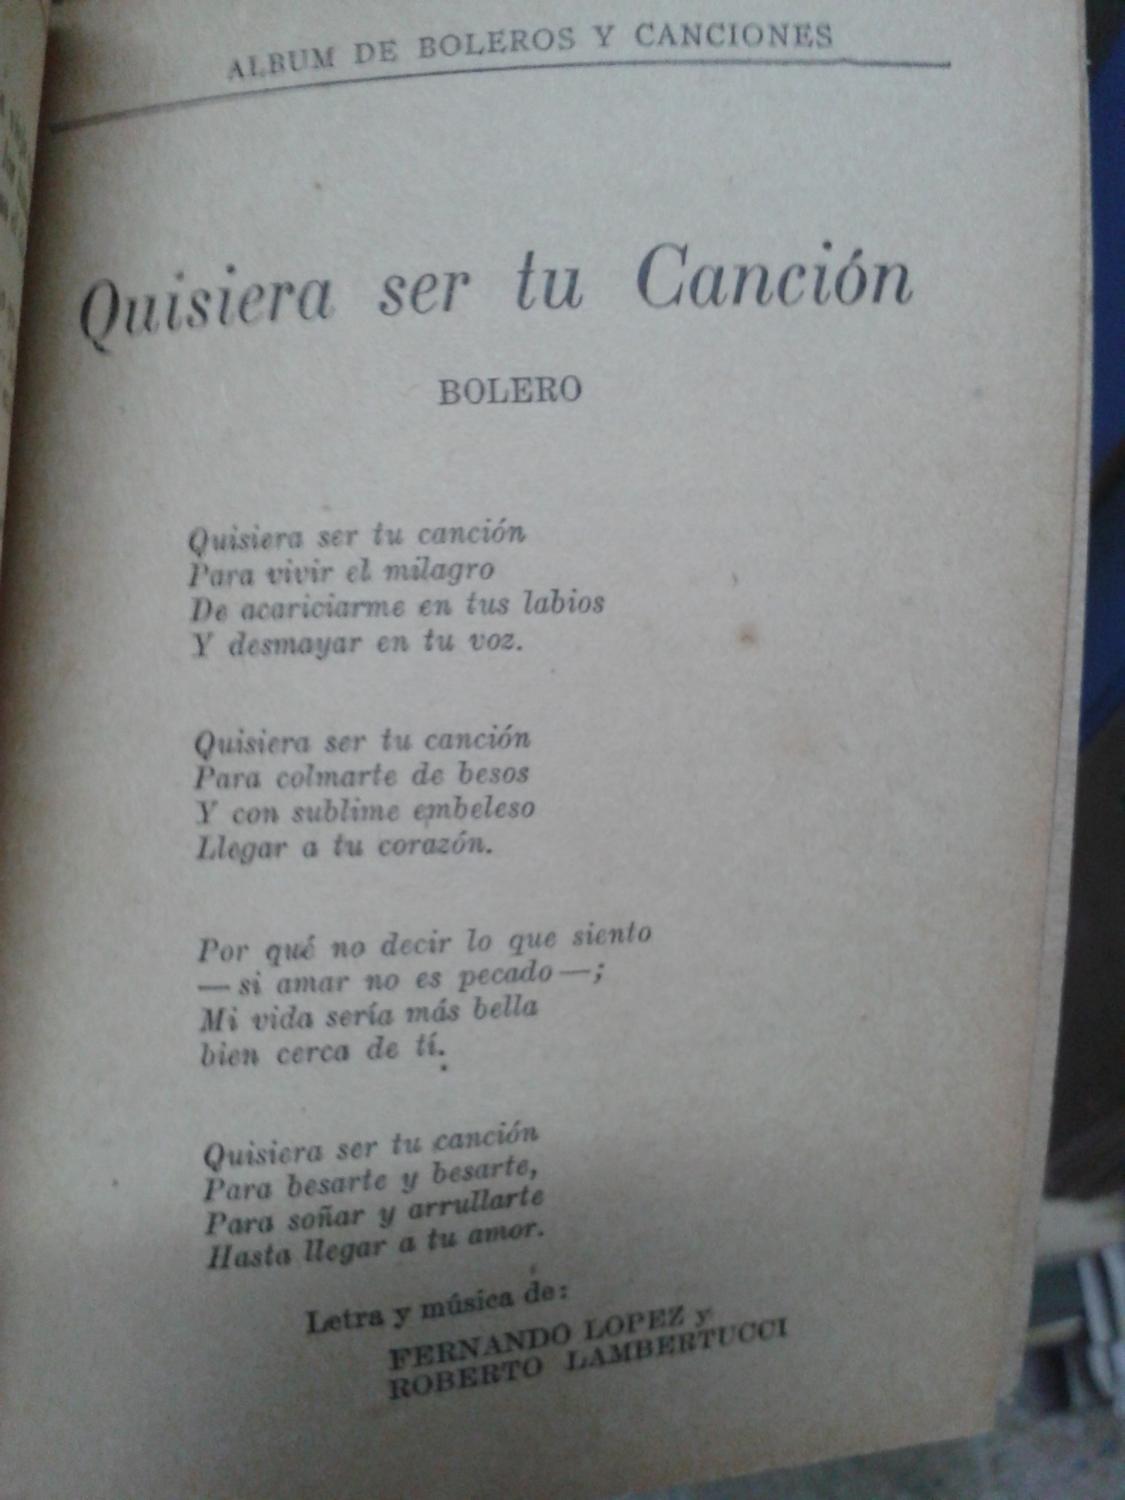 ALBUM DE BOLEROS Y CANCIONES
Quisiera ser tu Canción
BOLERO
Quisiera ser tu canción
Para vivir el milagro
De acariciarme en tus labios
Y desmayar en tu voz.
Quisiera ser tu canción
Para colmarte de besos
Y con sublime embeleso
Llegar a tu corazón.
Por qué no decir lo que siento
—si amar no es pecado—;
Mi vida sería más bella
bien cerca de tí.
Quisiera ser tu canción
Para besarte y besarte,
Para soñar y arrullarte
Hasta llegar a tu amor.
Letra y música de:
FERNANDO LOPEZ y
ROBERTO LAMBERTUCCI